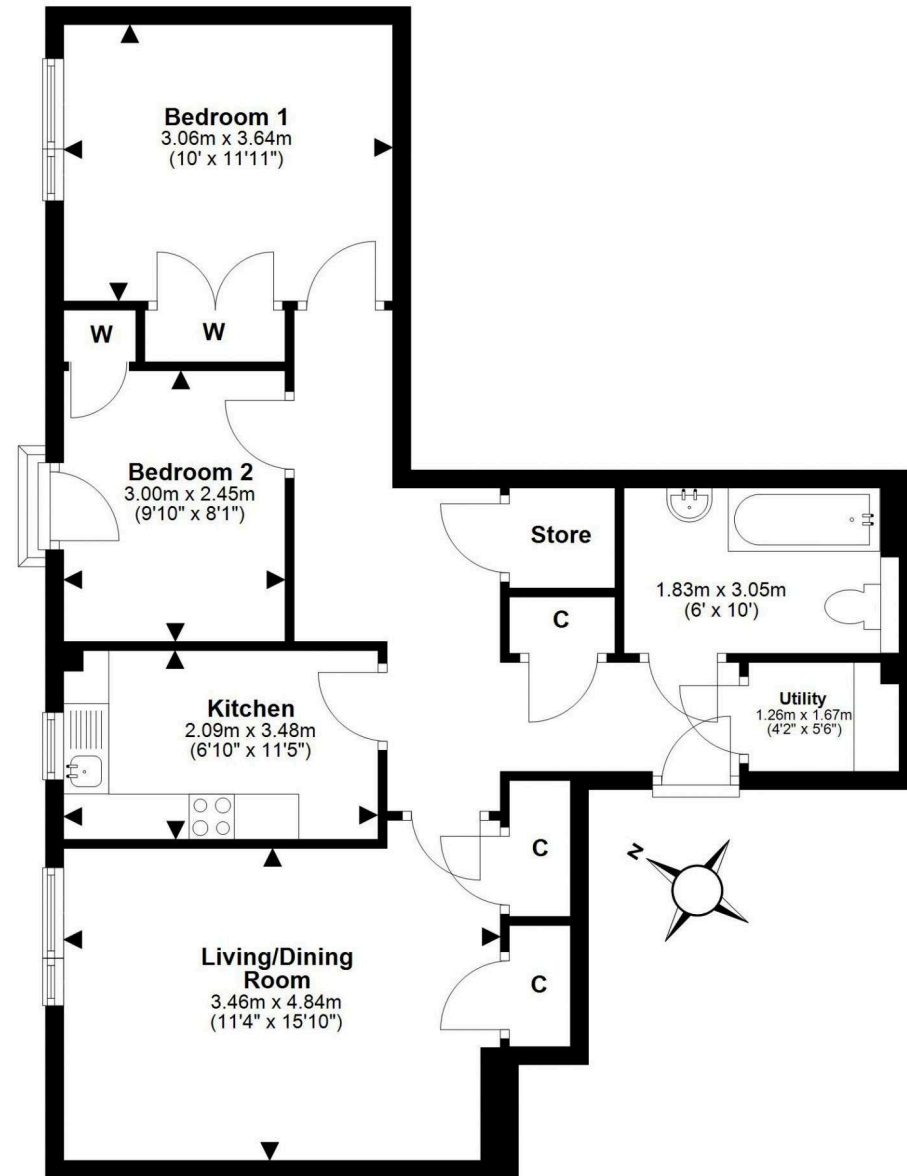 Bedroom 1
3.06m x 3.64m
(10' x 11'11")
W
W
Bedroom 2
3.00m x 2.45m
(9'10" x 8'1")
Store
C
1.83m x 3.05m
(6' x 10')
Utility
1.26m x 1.67m
(4'2" x 5'6")
Kitchen
2.09m x 3.48m
(6'10" x 11'5")
C
N
Living/Dining
Room
3.46m x 4.84m
(11'4" x 15'10")
C